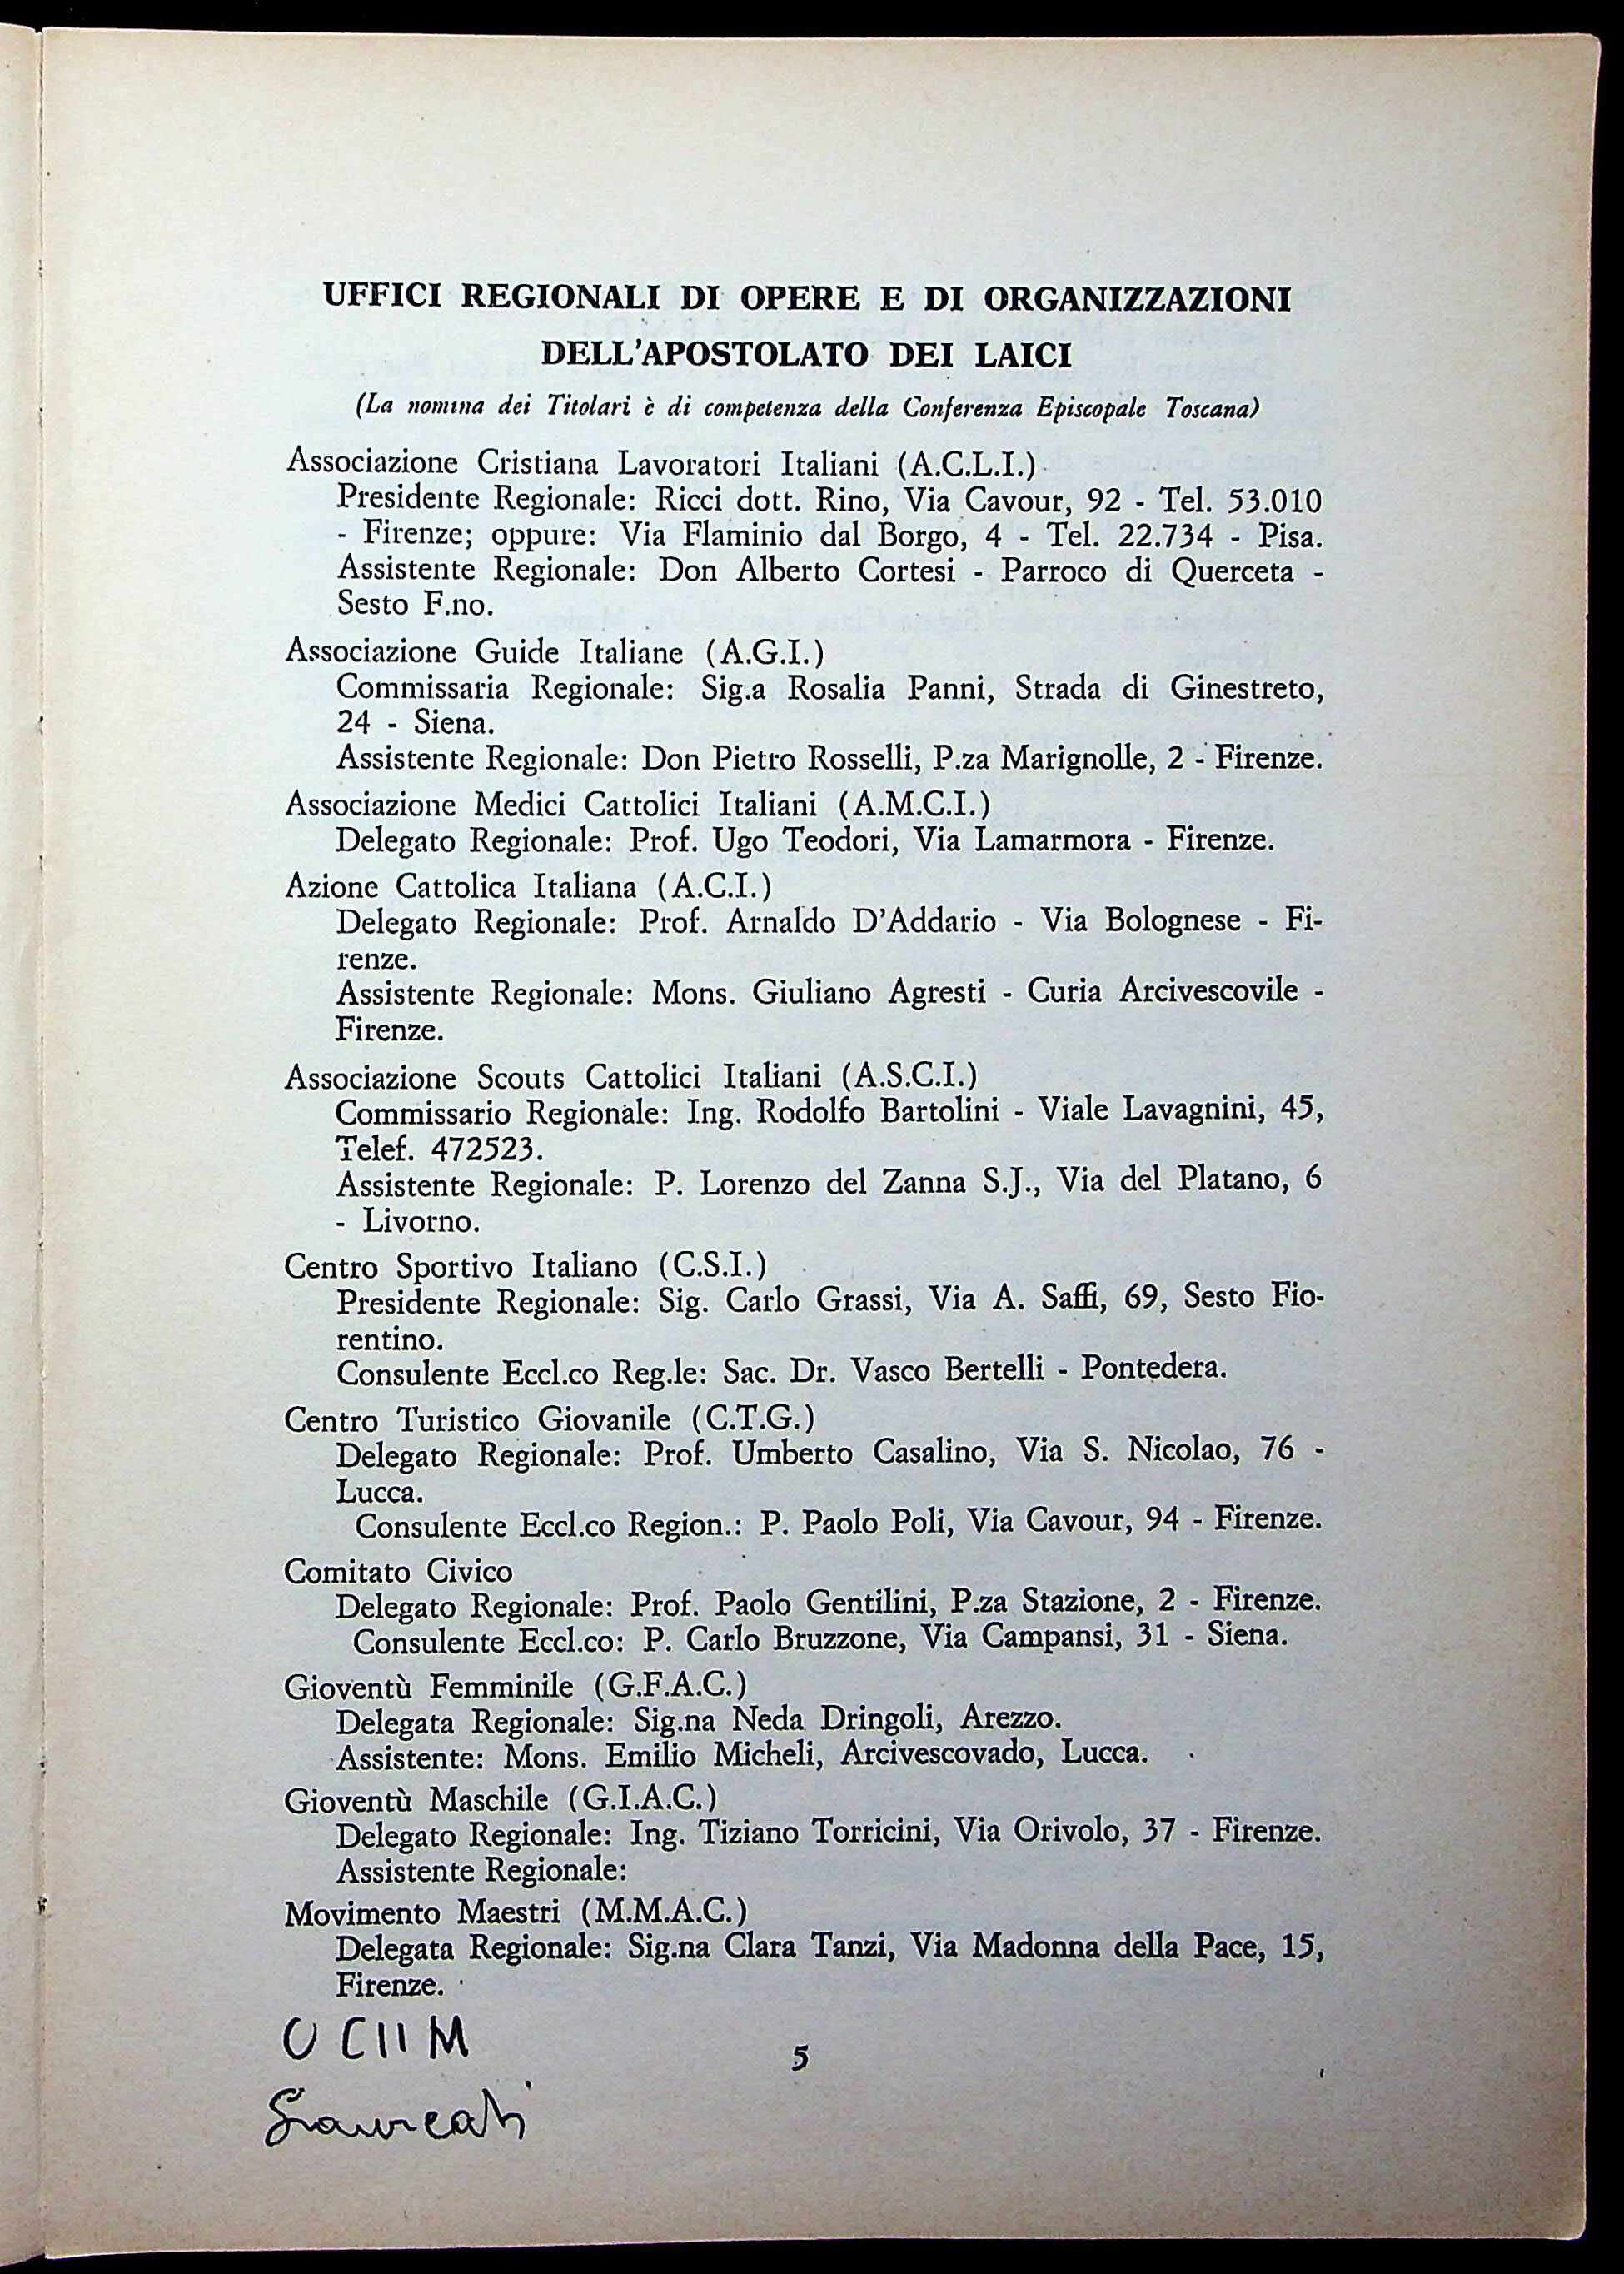 UFFICI REGIONALI DI OPERE E DI ORGANIZZAZIONI
DELL'APOSTOLATO DEI LAICI
(La nomina dei Titolari è di competenza della Conferenza Episcopale Toscana)
Associazione Cristiana Lavoratori Italiani (A.C.L.I.)
Presidente Regionale: Ricci dott. Rino, Via Cavour, 92 - Tel. 53.010
- Firenze; oppure: Via Flaminio dal Borgo, 4 - Tel. 22.734 - Pisa.
Assistente Regionale: Don Alberto Cortesi - Parroco di Querceta -
Sesto F.no.
Associazione Guide Italiane (A.G.I.)
Commissaria Regionale: Sig.a Rosalia Panni, Strada di Ginestreto,
24 - Siena.
Assistente Regionale: Don Pietro Rosselli, P.za Marignolle, 2 - Firenze.
Associazione Medici Cattolici Italiani (A.M.C.I.)
Delegato Regionale: Prof. Ugo Teodori, Via Lamarmora - Firenze.
Azione Cattolica Italiana (A.C.I.)
Delegato Regionale: Prof. Arnaldo D'Addario - Via Bolognese - Fi-
renze.
Assistente Regionale: Mons. Giuliano Agresti - Curia Arcivescovile -
Firenze.
Associazione Scouts Cattolici Italiani (A.S.C.I.)
Commissario Regionale: Ing. Rodolfo Bartolini - Viale Lavagnini, 45,
Telef. 472523.
Assistente Regionale: P. Lorenzo del Zanna S.J., Via del Platano, 6
- Livorno.
Centro Sportivo Italiano (C.S.I.)
Presidente Regionale: Sig. Carlo Grassi, Via A. Saffi, 69, Sesto Fio-
rentino.
Consulente Eccl.co Reg.le: Sac. Dr. Vasco Bertelli - Pontedera.
Centro Turistico Giovanile (C.T.G.)
Delegato Regionale: Prof. Umberto Casalino, Via S. Nicolao, 76 -
Lucca.
Consulente Eccl.co Region.: P. Paolo Poli, Via Cavour, 94 - Firenze.
Comitato Civico
Delegato Regionale: Prof. Paolo Gentilini, P.za Stazione, 2 - Firenze.
Consulente Eccl.co: P. Carlo Bruzzone, Via Campansi, 31 - Siena.
Gioventù Femminile (G.F.A.C.)
Delegata Regionale: Sig.na Neda Dringoli, Arezzo.
Assistente: Mons. Emilio Micheli, Arcivescovado, Lucca.
Gioventù Maschile (G.I.A.C.)
Delegato Regionale: Ing. Tiziano Torricini, Via Orivolo, 37 - Firenze.
Assistente Regionale:
Movimento Maestri (M.M.A.C.)
Delegata Regionale: Sig.na Clara Tanzi, Via Madonna della Pace, 15,
Firenze.
UCIIM
5